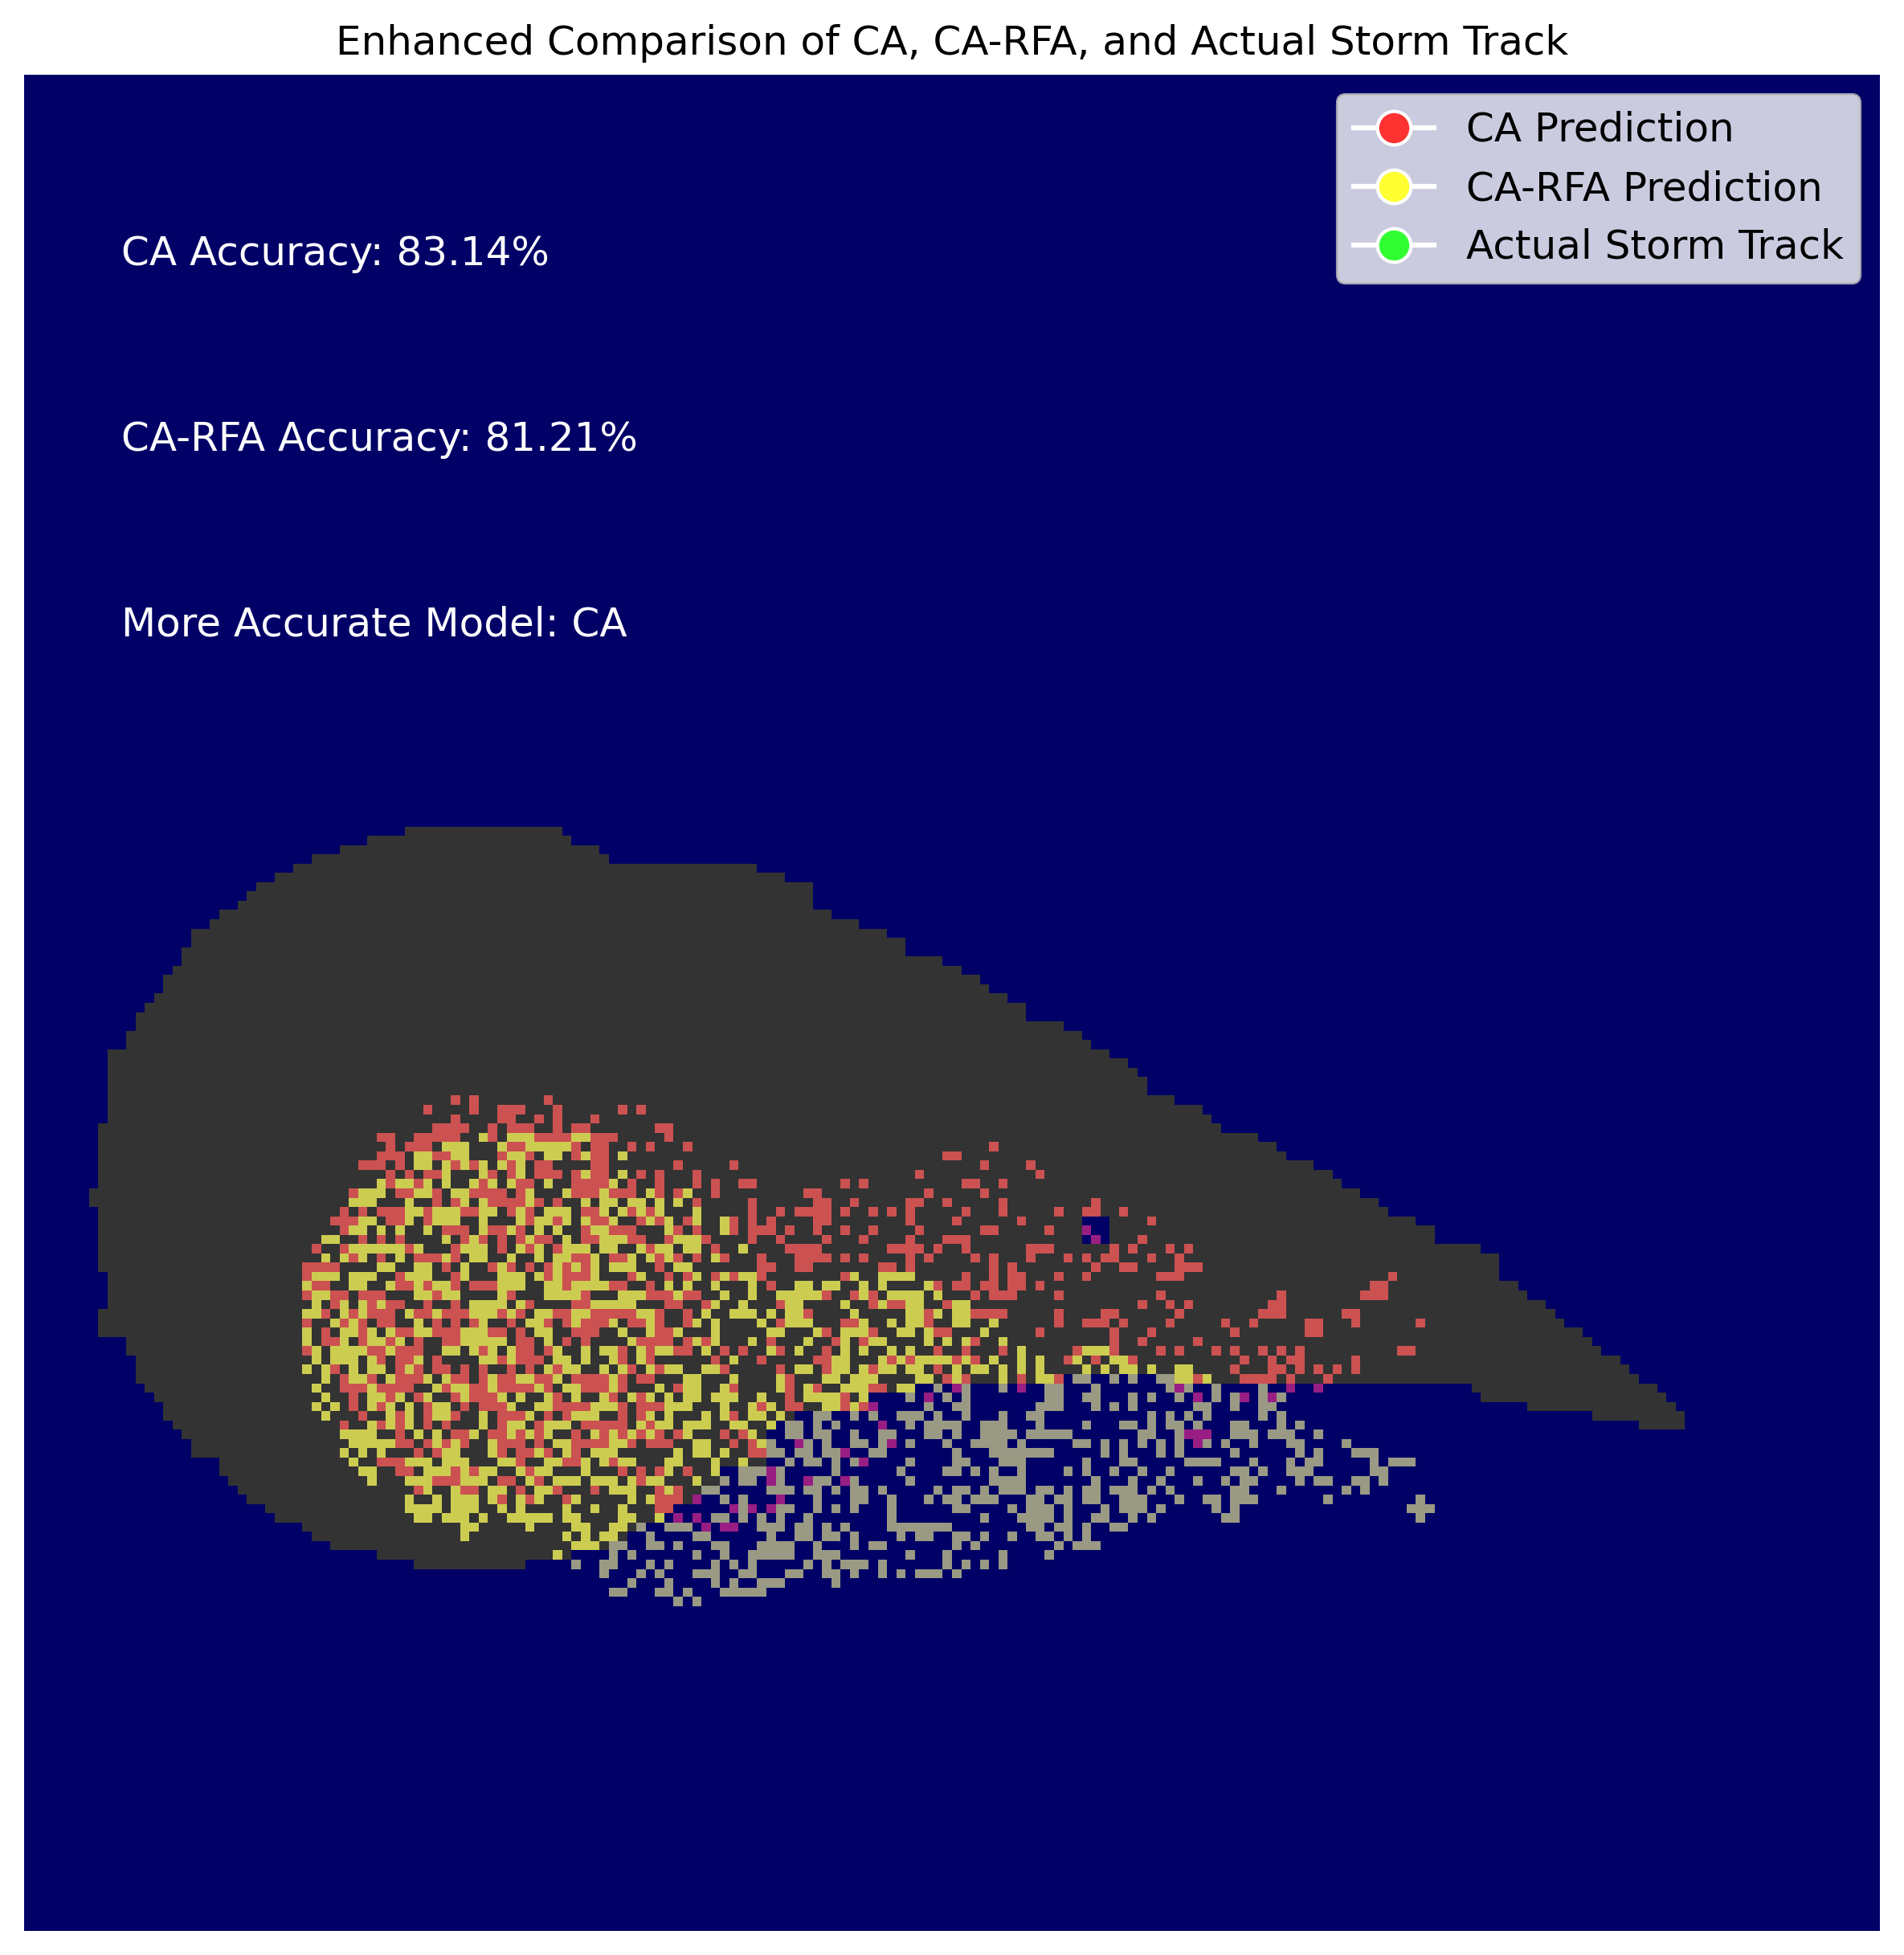 Enhanced Comparison of CA, CA-RFA, and Actual Storm Track
CA Prediction
CA-RFA Prediction
Actual Storm Track
CA Accuracy: 83.14%
CA-RFA Accuracy: 81.21%
More Accurate Model: CA